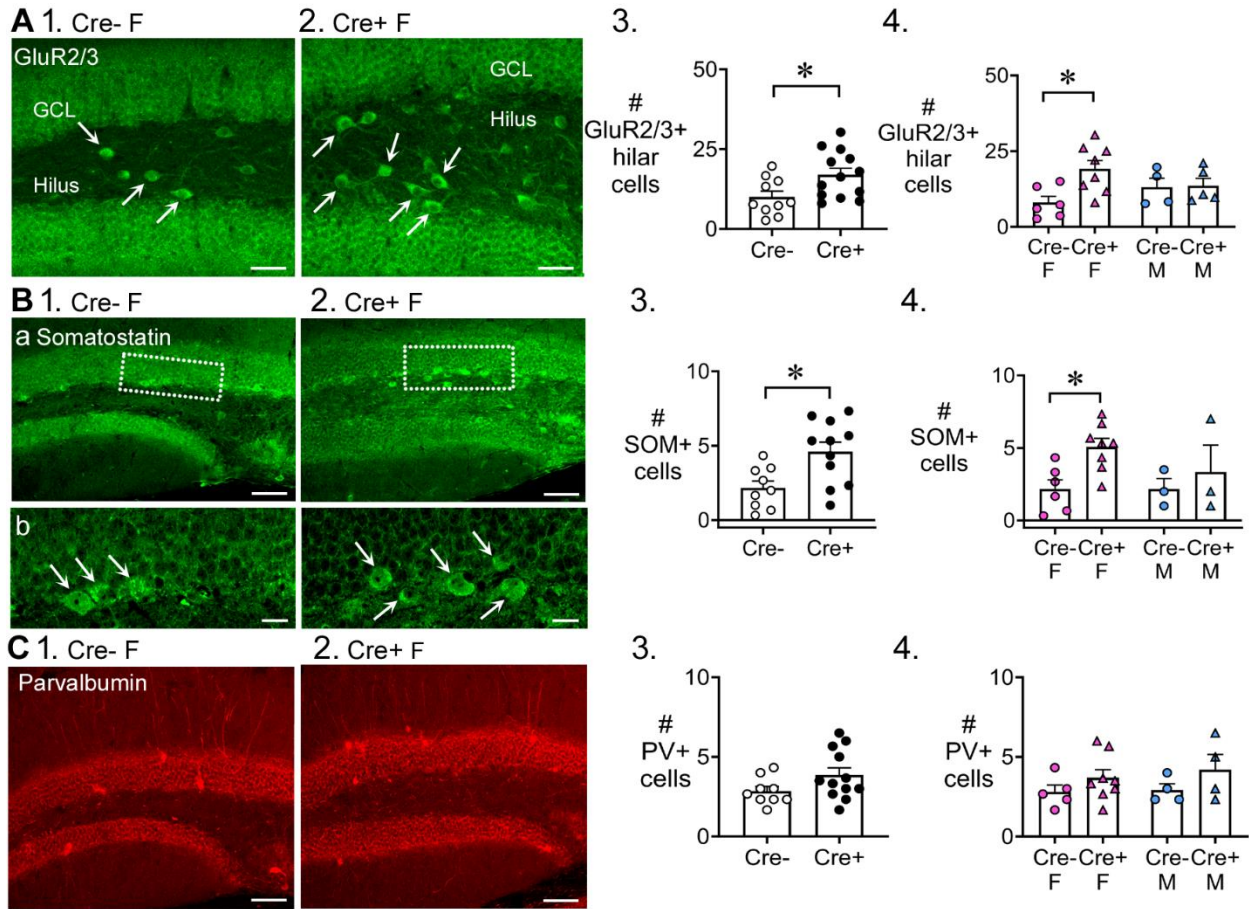 A 1. Cre- F
2. Cre+ F
GluR2/3
GCL
Hilus
GCL
Hilus
3.
#
GluR2/3+
hilar
cells
50
25
0
*
Cre-
Cre+
4.
#
GluR2/3+
hilar
cells
50
25
0
*
Cre- Cre+ Cre- Cre+
F F M M
B 1. Cre- F
2. Cre+ F
a Somatostatin
b
3.
#
SOM+
cells
10
5
0
*
Cre-
Cre+
4.
#
SOM+
cells
10
5
0
*
Cre- Cre+ Cre- Cre+
F F M M
C 1. Cre- F
2. Cre+ F
Parvalbumin
3.
#
PV+
cells
10
5
0
Cre-
Cre+
4.
#
PV+
cells
10
5
0
Cre- Cre+ Cre- Cre+
F F M M